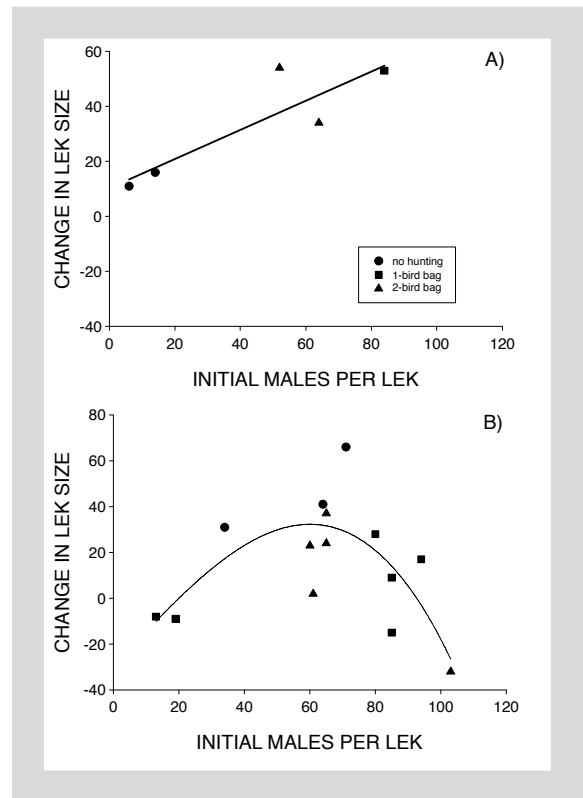 A)
60
40
20
0
-20
-40
CHANGE IN LEK SIZE
no hunting
1-bird bag
2-bird bag
0 20 40 60 80 100 120
INITIAL MALES PER LEK
B)
80
60
40
20
0
-20
-40
CHANGE IN LEK SIZE
0 20 40 60 80 100 120
INITIAL MALES PER LEK